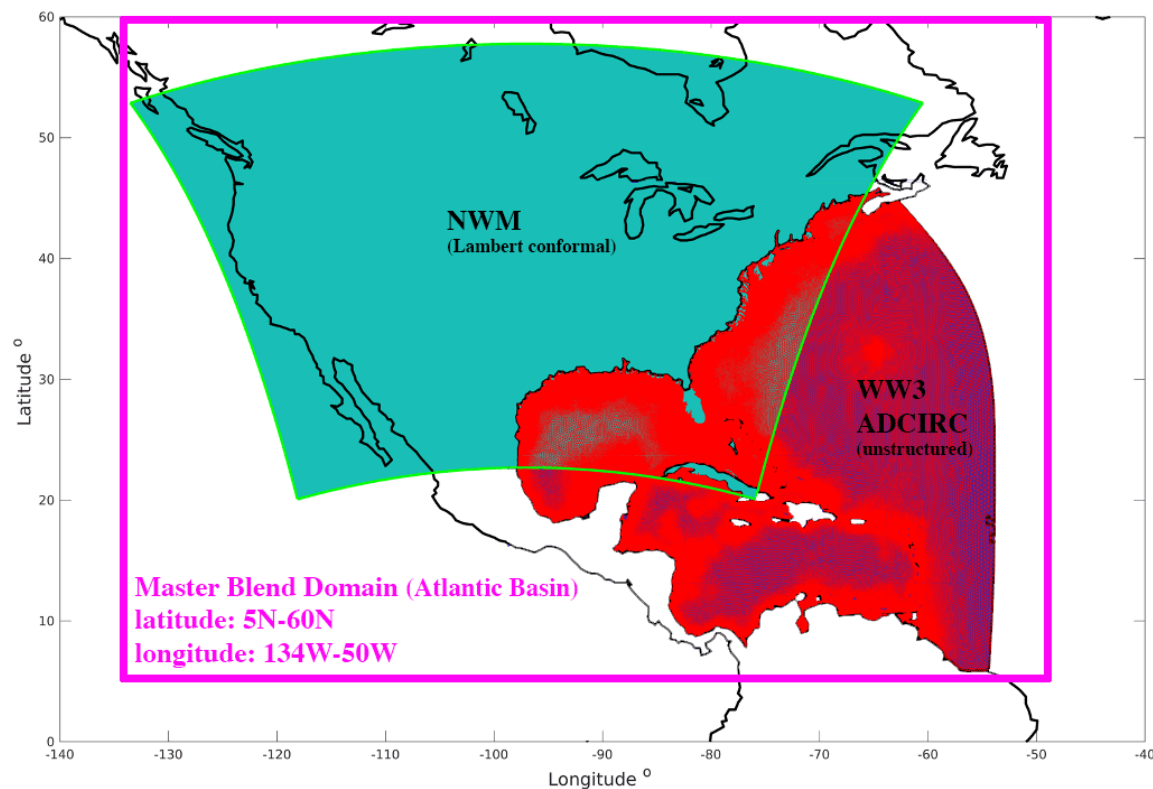 60
50
40
30
20
10
0
Latitude °
NWM
(Lambert conformal)
WW3
ADCIRC
(unstructured)
Master Blend Domain (Atlantic Basin)
latitude: 5N-60N
longitude: 134W-50W
-140 -130 -120 -110 -100 -90 -80 -70 -60 -50 -40
Longitude °